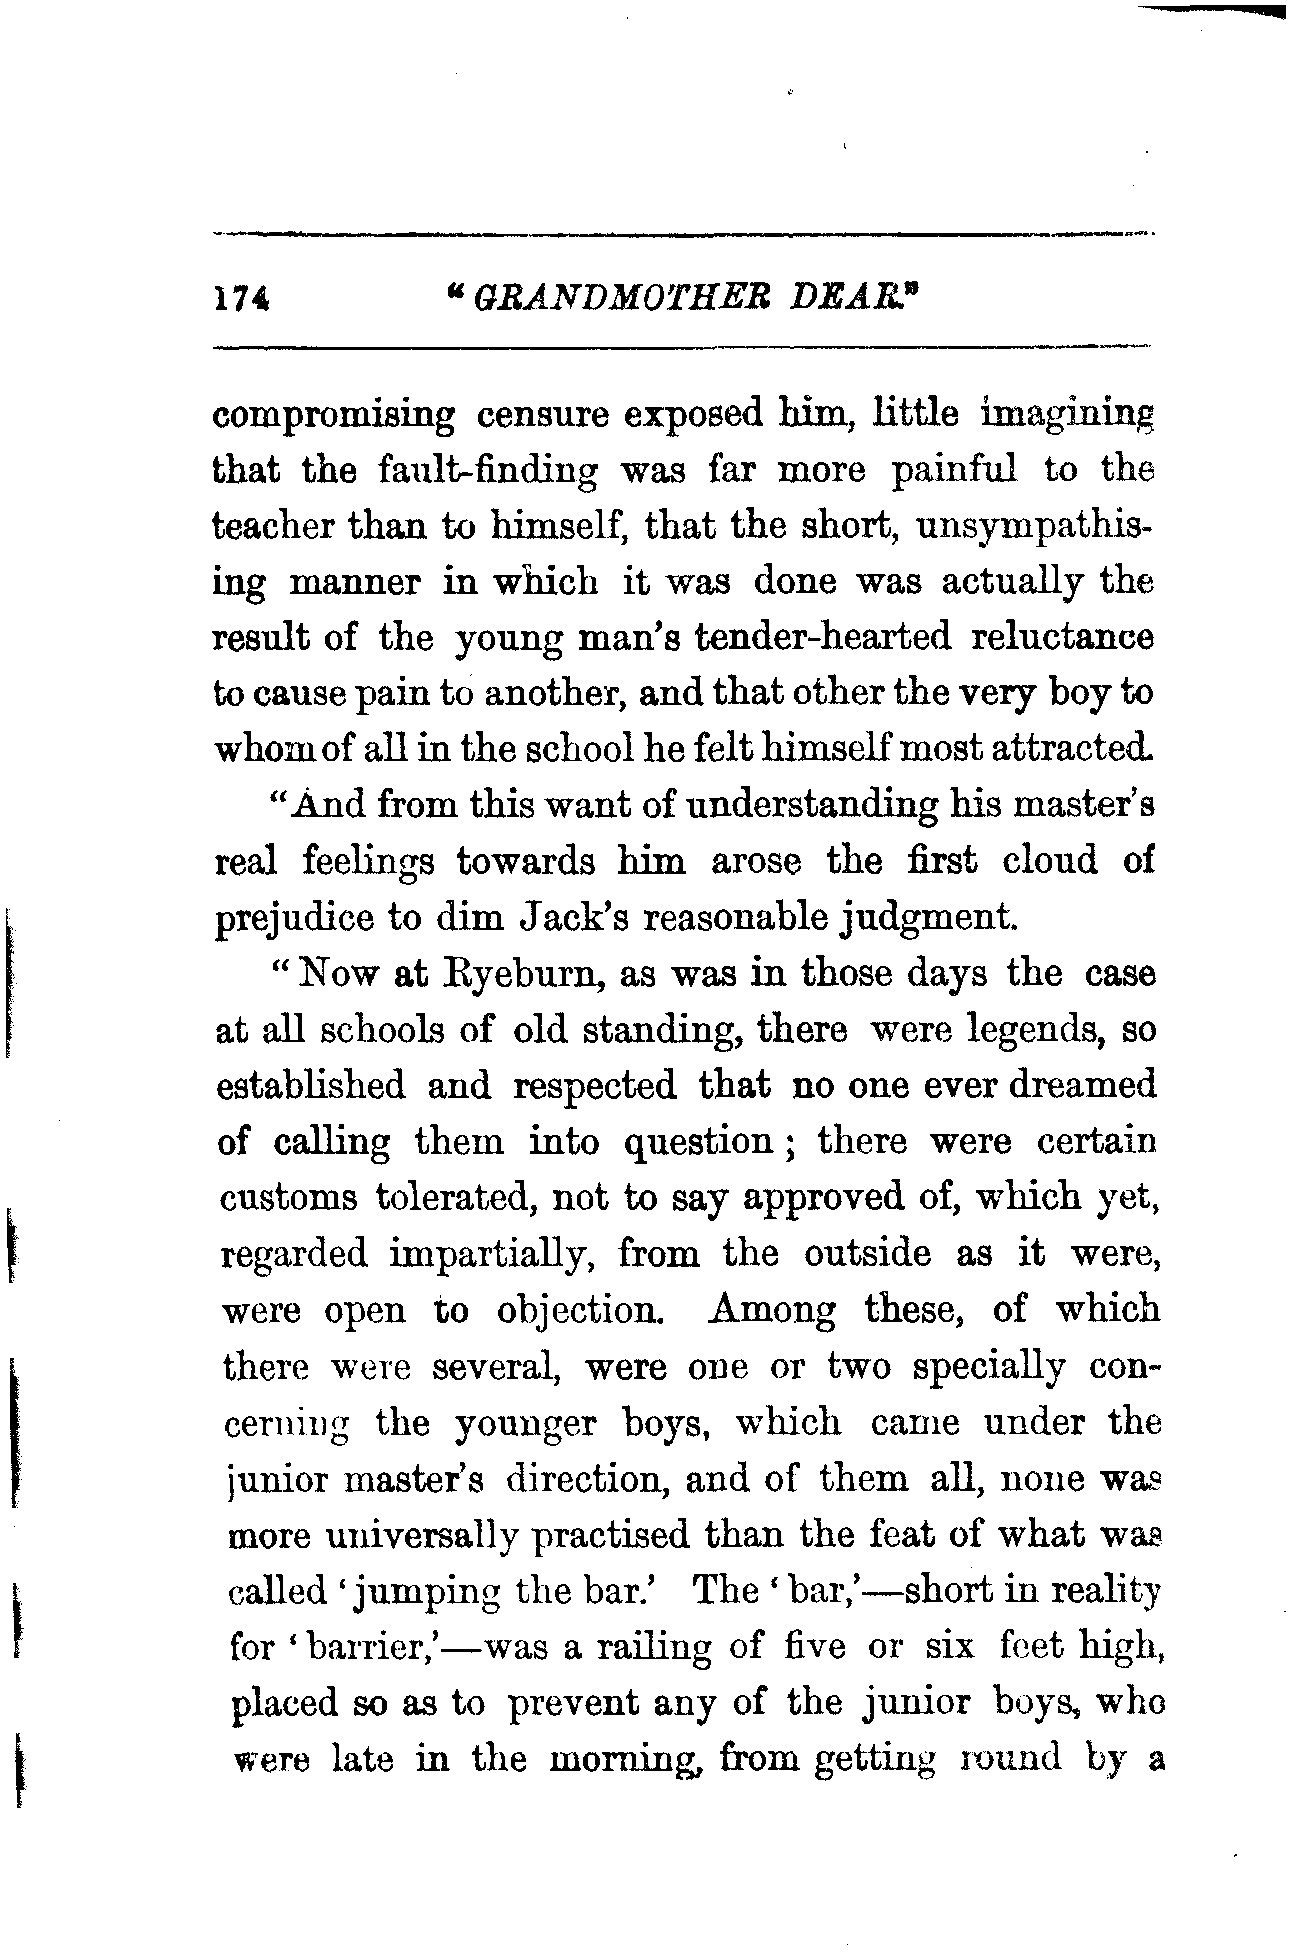 174 "GRANDMOTHER DEAR."
compromising censure exposed him, little imagining
that the fault-finding was far more painful to the
teacher than to himself, that the short, unsympathis-
ing manner in which it was done was actually the
result of the young man's tender-hearted reluctance
to cause pain to another, and that other the very boy to
whom of all in the school he felt himself most attracted.
"And from this want of understanding his master's
real feelings towards him arose the first cloud of
prejudice to dim Jack's reasonable judgment.
"Now at Ryeburn, as was in those days the case
at all schools of old standing, there were legends, so
established and respected that no one ever dreamed
of calling them into question; there were certain
customs tolerated, not to say approved of, which yet,
regarded impartially, from the outside as it were,
were open to objection. Among these, of which
there were several, were one or two specially con-
cerning the younger boys, which came under the
junior master's direction, and of them all, none was
more universally practised than the feat of what was
called 'jumping the bar.' The 'bar,'—short in reality
for 'barrier,'—was a railing of five or six feet high,
placed so as to prevent any of the junior boys, who
were late in the morning, from getting round by a